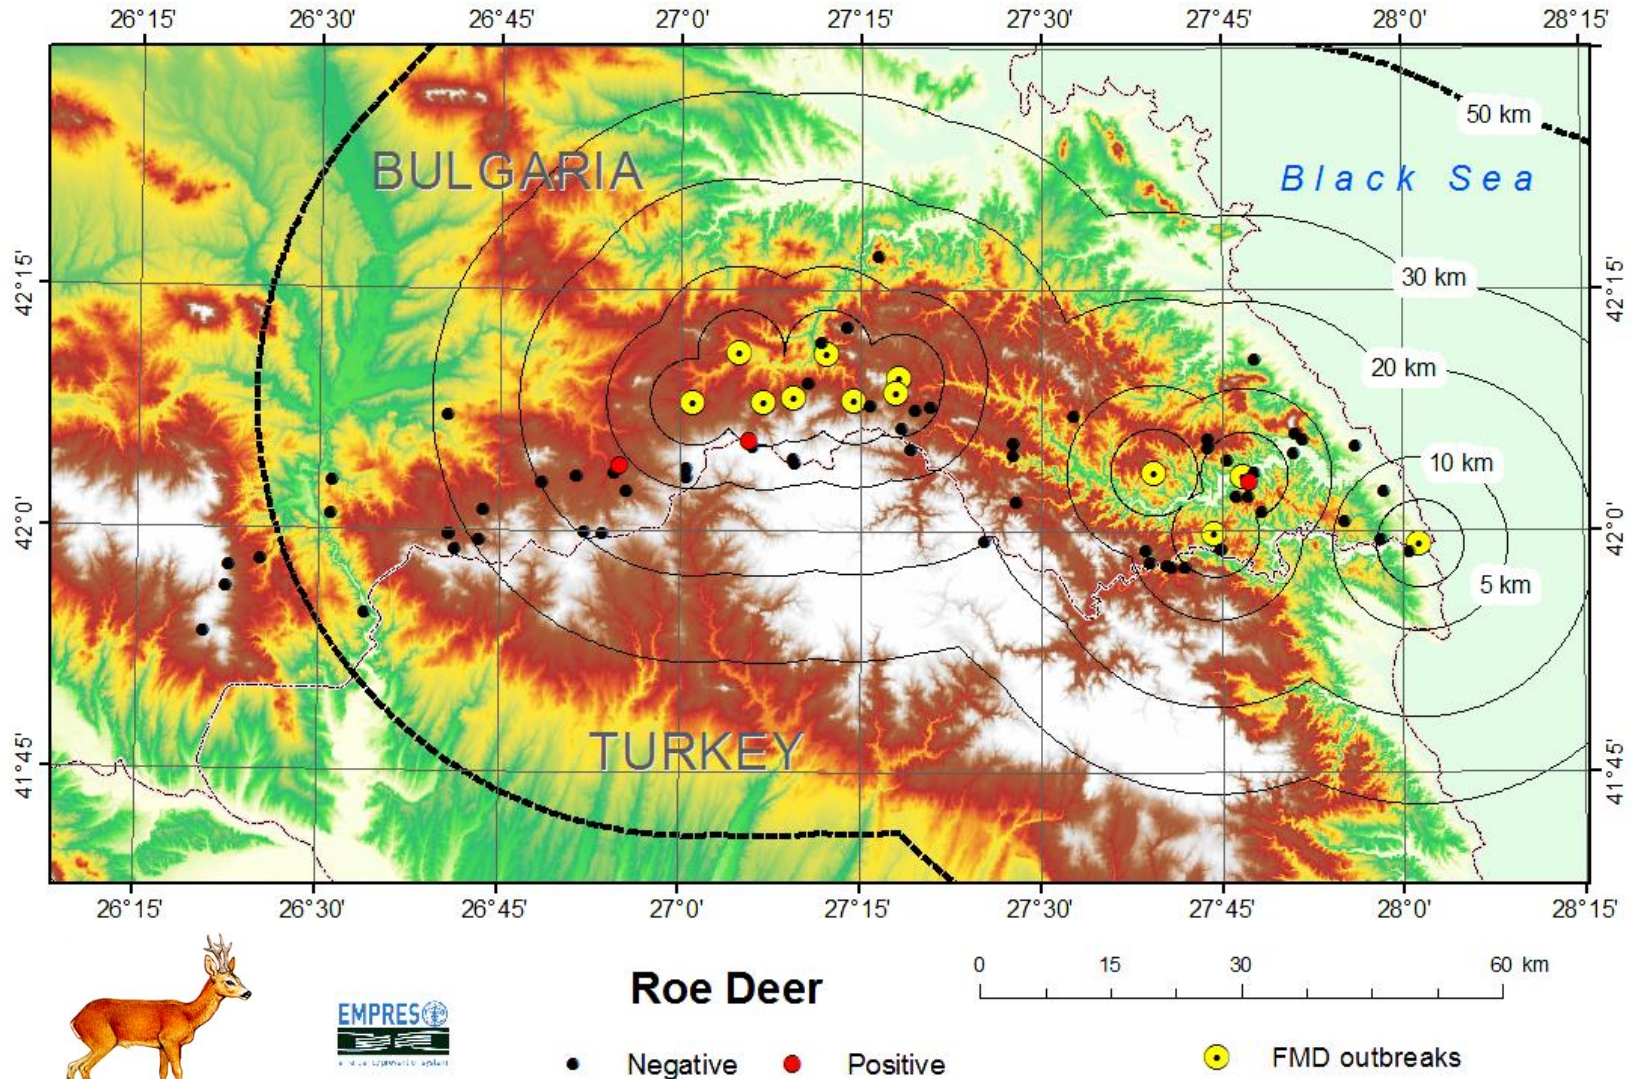 26°15' 26°30' 26°45' 27°0' 27°15' 27°30' 27°45' 28°0' 28°15'
50 km
BULGARIA
Black Sea
42°15' 42°15'
30 km
20 km
10 km
42°0' 42°0'
5 km
TURKEY
41°45' 41°45'
26°15' 26°30' 26°45' 27°0' 27°15' 27°30' 27°45' 28°0' 28°15'
0 15 30 60 km
Roe Deer
EMPRES
Negative Positive FMD outbreaks